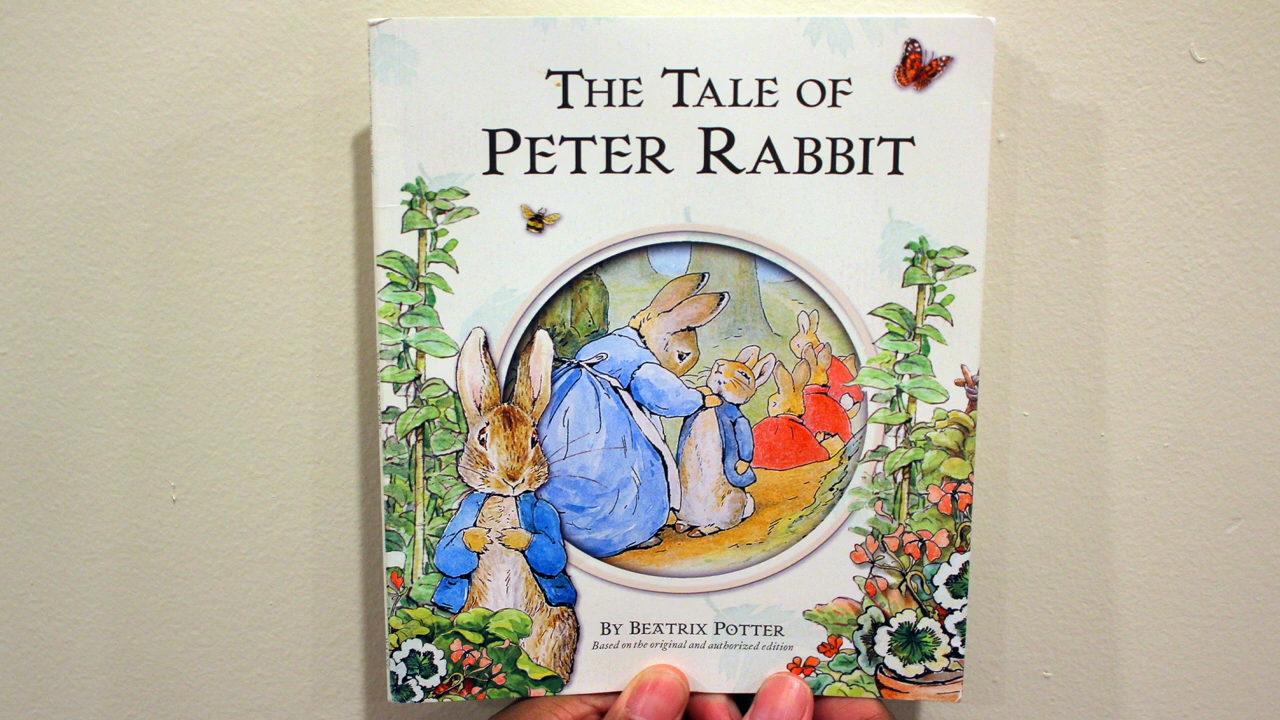 THE TALE OF
PETER RABBIT
BY BEATRIX POTTER
Based on the original and authorized edition